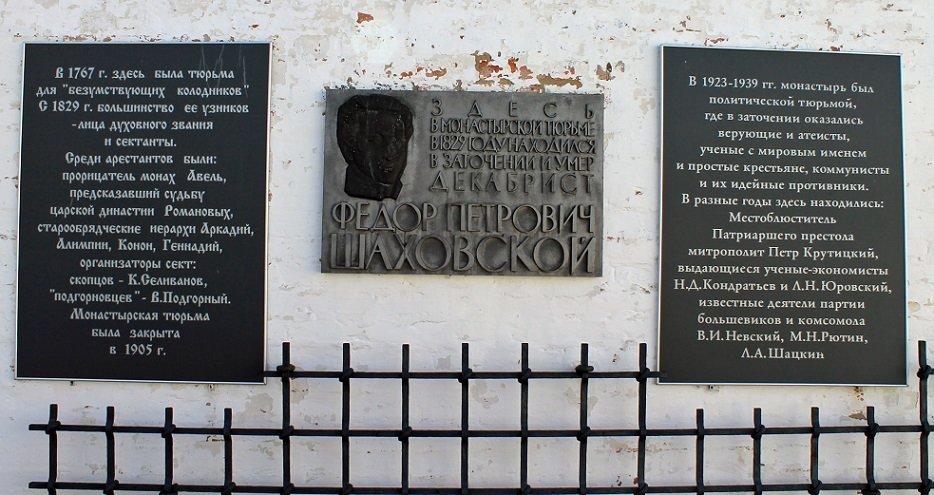 В 1767 г. здесь была тюрьма
для "Безумствующих колодников"
С 1829 г. большинство ее узников
-лица духовного звания
и сектанты.
Среди арестантов были:
прорицатель монах Авель,
предсказавший судьбу
царской династии Романовых,
старообрядческие иерархи Аркадий,
Алимпий, Конон, Геннадий,
организаторы сект:
скопцов - К.Селиванов,
"подгорновцев" - В.Подгорный.
Монастырская тюрьма
была закрыта
в 1905 г.
ЗДЕСЬ
В МОНАСТЫРСКОЙ ТЮРЬМЕ
В 1829 ГОДУ НАХОДИЛСЯ
В ЗАТОЧЕНИИ И УМЕР
ДЕКАБРИСТ
ФЕДОР ПЕТРОВИЧ
ШАХОВСКОЙ
В 1923-1939 гг. монастырь был
политической тюрьмой,
где в заточении оказались
верующие и атеисты,
ученые с мировым именем
и простые крестьяне, коммунисты
и их идейные противники.
В разные годы здесь находились:
Местоблюститель
Патриаршего престола
митрополит Петр Крутицкий,
выдающиеся ученые-экономисты
Н.Д.Кондратьев и Л.Н.Юровский,
известные деятели партии
большевиков и комсомола
В.И.Невский, М.Н.Рютин,
Л.А.Шацкин